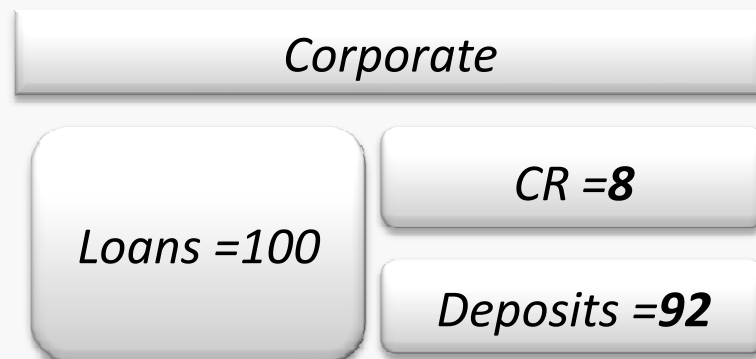 Corporate
CR =8
Loans =100
Deposits =92